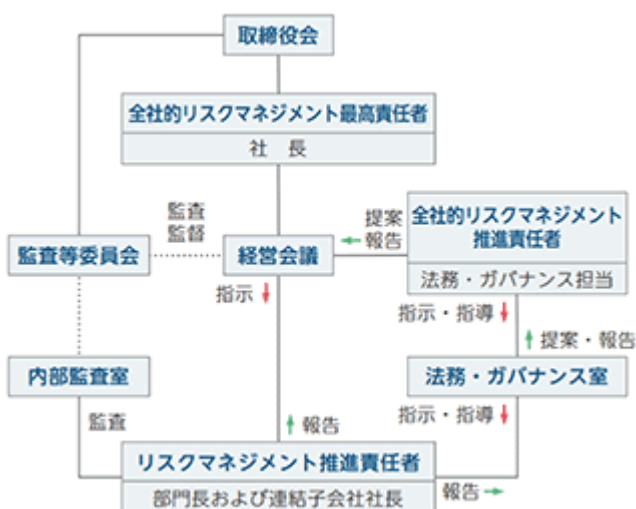 取締役会
全社的リスクマネジメント最高責任者
社 長
監査
監督
提案
報告
全社的リスクマネジメント
推進責任者
法務・ガバナンス担当
監査等委員会
経営会議
指示
指示・指導
提案・報告
内部監査室
法務・ガバナンス室
監査
報告
指示・指導
リスクマネジメント推進責任者
部門長および連結子会社社長
報告